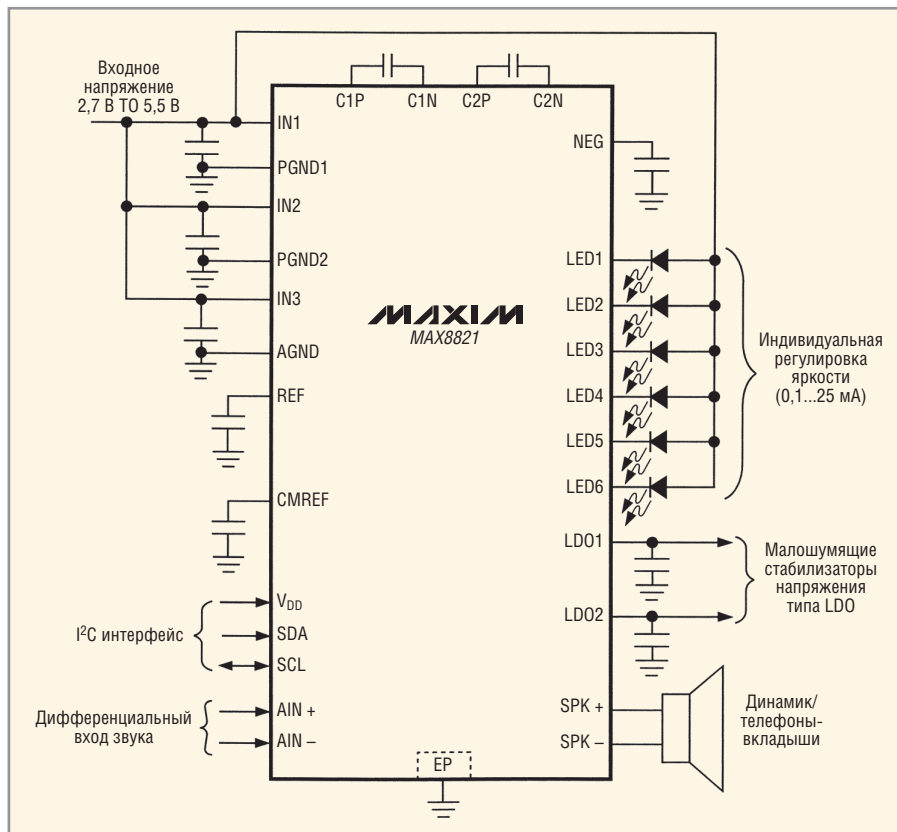 Входное
напряжение
2,7 В ТО 5,5 В
C1P
C1N
C2P
C2N
IN1
PGND1
IN2
PGND2
IN3
AGND
REF
CMREF
VDD
SDA
SCL
I²C интерфейс
AIN +
AIN –
Дифференциальный
вход звука
MAXIM
MAX8821
EP
NEG
LED1
LED2
LED3
LED4
LED5
LED6
Индивидуальная
регулировка
яркости
(0,1...25 мА)
LDO1
LDO2
Малошумящие
стабилизаторы
напряжения
типа LDO
SPK +
SPK –
Динамик/
телефоны-
вкладыши